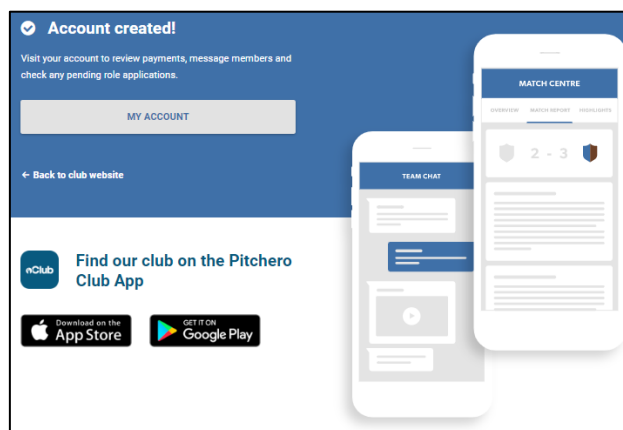 Account created!
Visit your account to review payments, message members and
check any pending role applications.
MY ACCOUNT
← Back to club website
MATCH CENTRE
OVERVIEW MATCH REPORT HIGHLIGHTS
2 - 3
TEAM CHAT
Club
Find our club on the Pitchero
Club App
Download on the
App Store
GET IT ON
Google Play